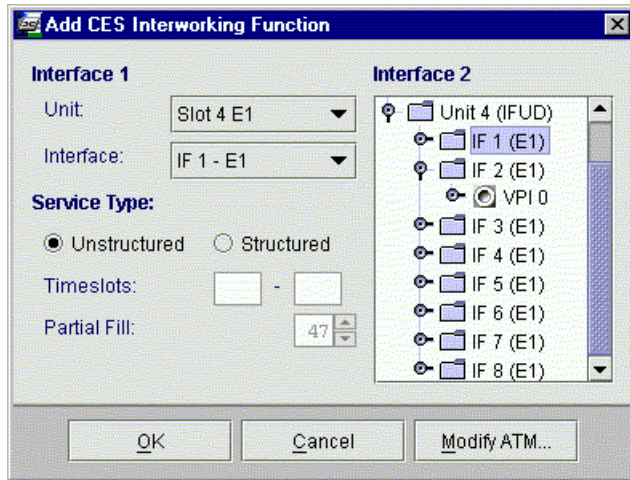 Add CES Interworking Function
Interface 1
Unit: Slot 4 E1
Interface: IF 1 - E1
Service Type:
Unstructured Structured
Timeslots: -
Partial Fill: 47
Interface 2
Unit 4 (IFUD)
IF 1 (E1)
IF 2 (E1)
VPI 0
IF 3 (E1)
IF 4 (E1)
IF 5 (E1)
IF 6 (E1)
IF 7 (E1)
IF 8 (E1)
OK Cancel Modify ATM...